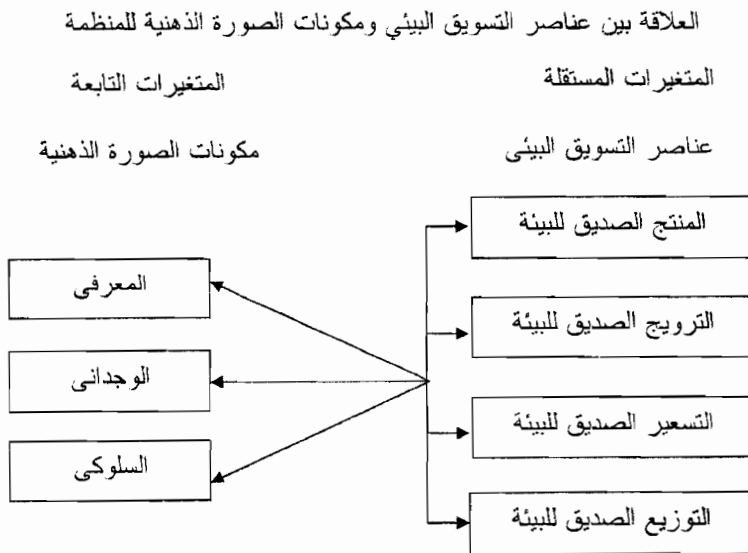 العلاقة بين عناصر التسويق البيئي ومكونات الصورة الذهنية للمنظمة
المتغيرات المستقلة
المتغيرات التابعة
عناصر التسويق البيئى
مكونات الصورة الذهنية
المنتج الصديق للبيئة
الترويج الصديق للبيئة
التسعير الصديق للبيئة
التوزيع الصديق للبيئة
المعرفى
الوجدانى
السلوكى